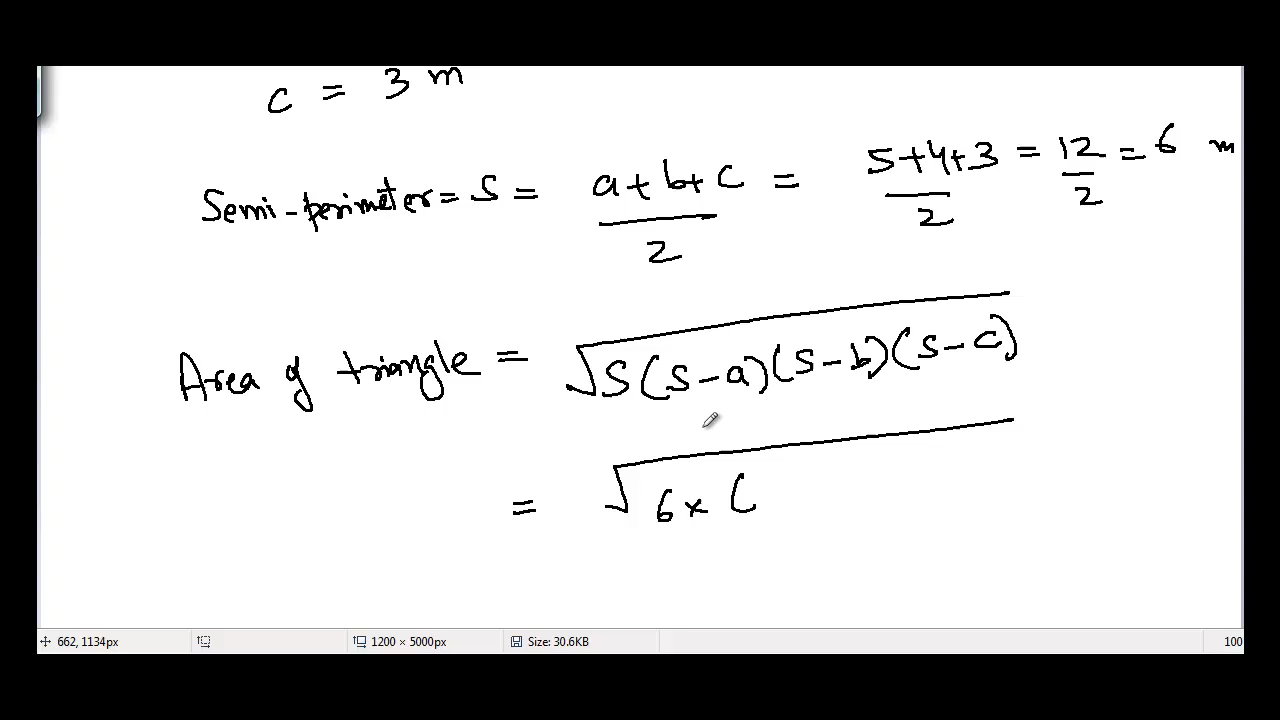 c = 3 m
Semi-perimeter = S = a+b+c / 2 = 5+4+3 / 2 = 12 / 2 = 6 m
Area of triangle = √S(S-a)(S-b)(S-c)
= √6x (
662, 1134px 1200 × 5000px Size: 30.6KB 100